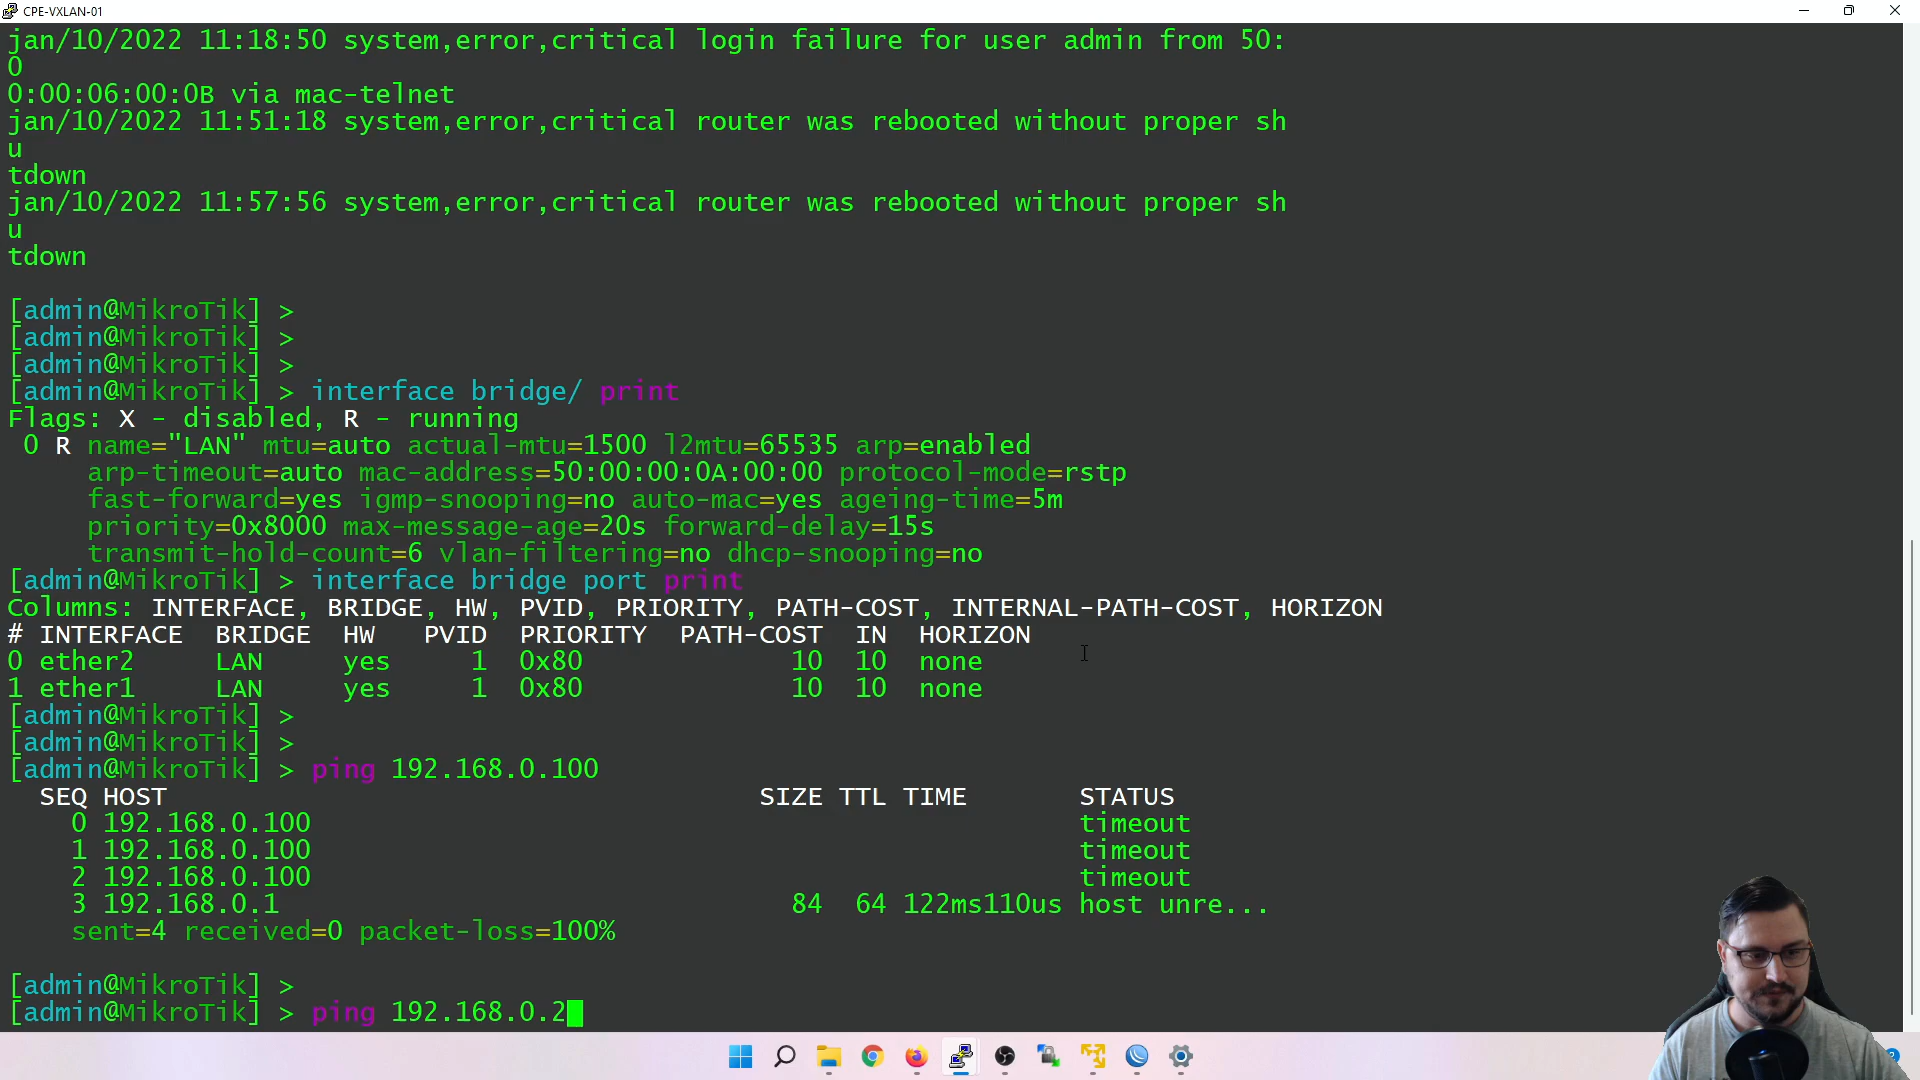 CPE-VXLAN-01
jan/10/2022 11:18:50 system,error,critical login failure for user admin from 50:
0
0:00:06:00:0B via mac-telnet
jan/10/2022 11:51:18 system,error,critical router was rebooted without proper sh
u
tdown
jan/10/2022 11:57:56 system,error,critical router was rebooted without proper sh
u
tdown
[admin@MikroTik] >
[admin@MikroTik] >
[admin@MikroTik] >
[admin@MikroTik] > interface bridge/ print
Flags: X - disabled, R - running
0 R name="LAN" mtu=auto actual-mtu=1500 l2mtu=65535 arp=enabled
arp-timeout=auto mac-address=50:00:00:0A:00:00 protocol-mode=rstp
fast-forward=yes igmp-snooping=no auto-mac=yes ageing-time=5m
priority=0x8000 max-message-age=20s forward-delay=15s
transmit-hold-count=6 vlan-filtering=no dhcp-snooping=no
[admin@MikroTik] > interface bridge port print
Columns: INTERFACE, BRIDGE, HW, PVID, PRIORITY, PATH-COST, INTERNAL-PATH-COST, HORIZON
# INTERFACE BRIDGE HW PVID PRIORITY PATH-COST IN HORIZON
0 ether2 LAN yes 1 0x80 10 10 none
1 ether1 LAN yes 1 0x80 10 10 none
[admin@MikroTik] >
[admin@MikroTik] >
[admin@MikroTik] > ping 192.168.0.100
SEQ HOST SIZE TTL TIME STATUS
0 192.168.0.100 timeout
1 192.168.0.100 timeout
2 192.168.0.100 timeout
3 192.168.0.1 84 64 122ms110us host unre...
sent=4 received=0 packet-loss=100%
[admin@MikroTik] >
[admin@MikroTik] > ping 192.168.0.2